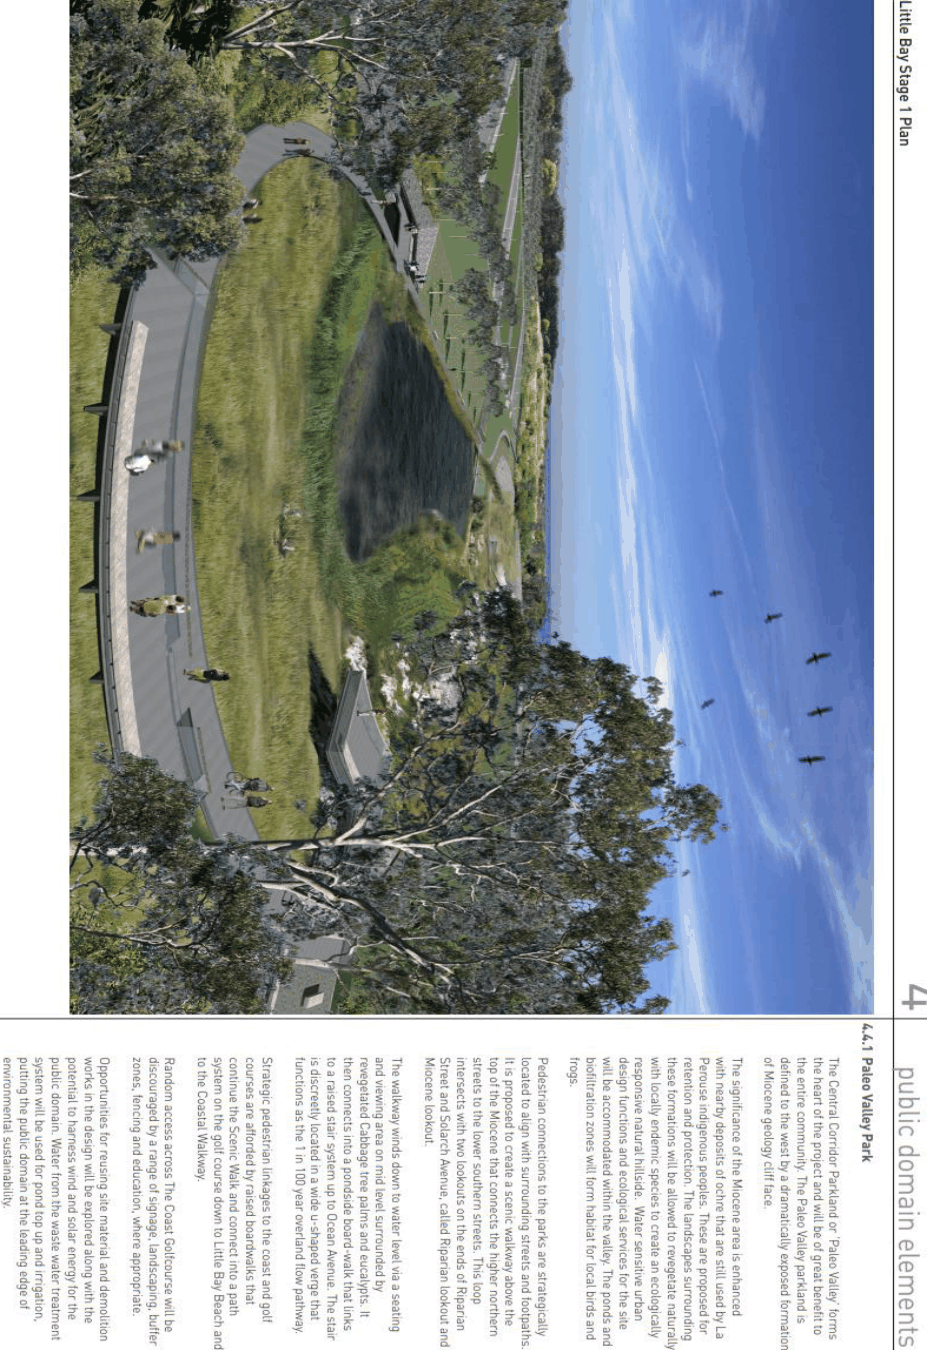 Little Bay Stage 1 Plan
4
public domain elements
4.4.1 Paleo Valley Park
The Central Corridor Parkland or 'Paleo Valley' forms
the heart of the project and will be of great benefit to
the entire community. The Paleo Valley parkland is
defined to the west by a dramatically exposed formation
of Miocene geology cliff face.
The significance of the Miocene area is enhanced
with nearby deposits of ochre that are still used by La
Perouse indigenous peoples. These are proposed for
retention and protection. The landscapes surrounding
these formations will be allowed to revegetate naturally
with locally endemic species to create an ecologically
responsive natural hillside. Water sensitive urban
design functions and ecological services for the site
will be accommodated within the valley. The ponds and
biofiltration zones will form habitat for local birds and
frogs.
Pedestrian connections to the parks are strategically
located to align with surrounding streets and footpaths.
It is proposed to create a scenic walkway above the
top of the Miocene that connects the higher northern
streets to the lower southern streets. This loop
intersects with two lookouts on the ends of Riparian
Street and Solarch Avenue, called Riparian lookout and
Miocene lookout.
The walkway winds down to water level via a seating
and viewing area on mid level surrounded by
revegetated Cabbage tree palms and eucalypts. It
then connects into a pondside board-walk that links
to a raised stair system up to Ocean Avenue. The stair
is discreetly located in a wide u-shaped verge that
functions as the 1 in 100 year overland flow pathway.
Strategic pedestrian linkages to the coast and golf
courses are afforded by raised boardwalks that
continue the Scenic Walk and connect into a path
system on the golf course down to Little Bay Beach and
to the Coastal Walkway.
Random access across The Coast Golfcourse will be
discouraged by a range of signage, landscaping, buffer
zones, fencing and education, where appropriate
Opportunities for reusing site material and demolition
works in the design will be explored along with the
potential to harness wind and solar energy for the
public domain. Water from the waste water treatment
system will be used for pond top up and irrigation,
putting the public domain at the leading edge of
environmental sustainability.